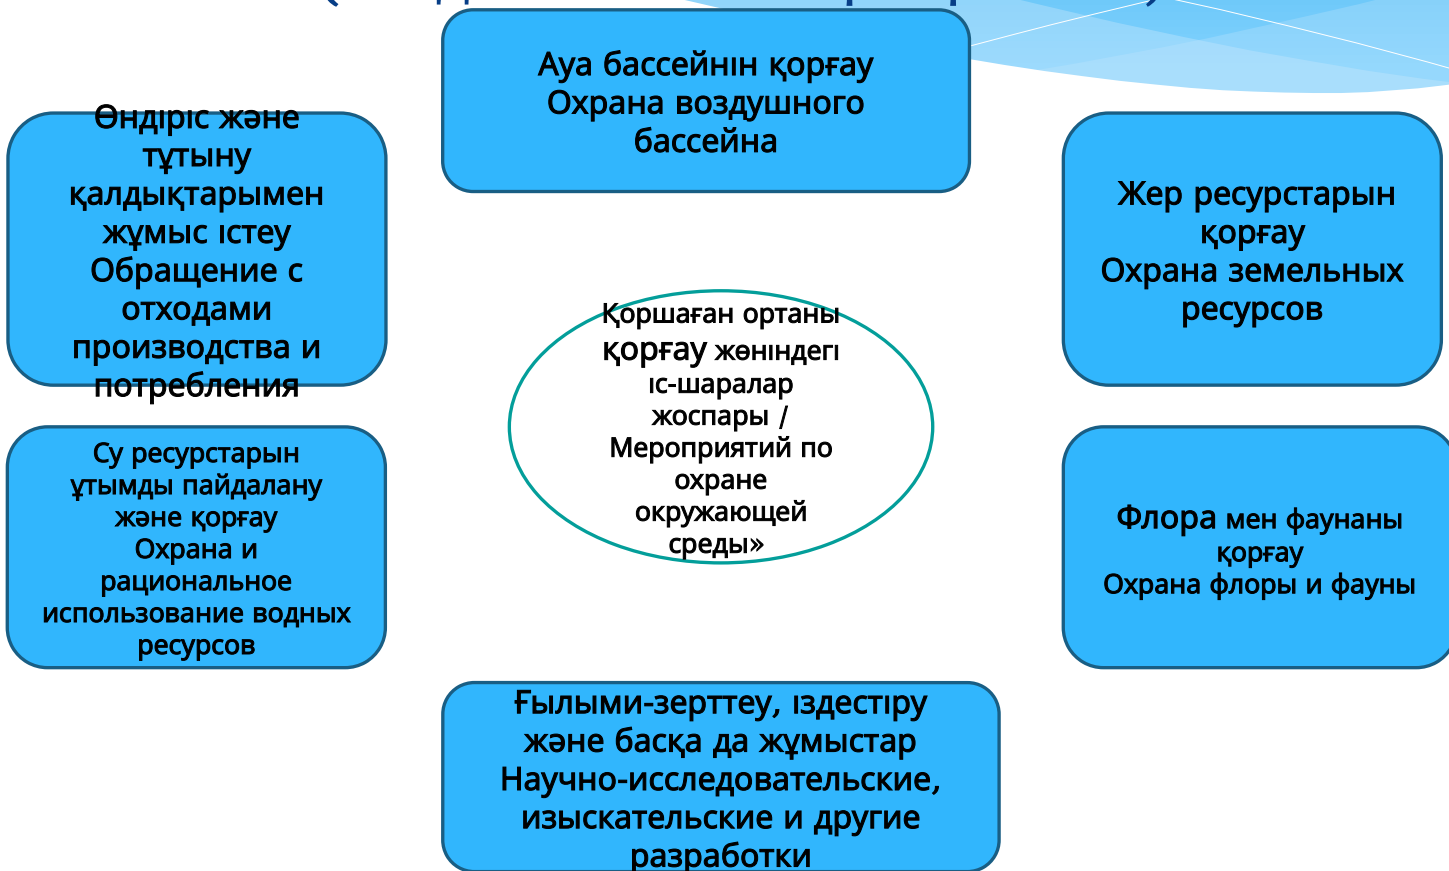 Ауа бассейнін қорғау
Охрана воздушного
бассейна
Өндіріс және
тұтыну
қалдықтарымен
жұмыс істеу
Обращение с
отходами
производства и
потребления
Жер ресурстарын
қорғау
Охрана земельных
ресурсов
Қоршаған ортаны
қорғау жөніндегі
іс-шаралар
жоспары /
Мероприятий по
охране
окружающей
среды»
Су ресурстарын
ұтымды пайдалану
және қорғау
Охрана и
рациональное
использование водных
ресурсов
Флора мен фаунаны
қорғау
Охрана флоры и фауны
Ғылыми-зерттеу, іздестіру
және басқа да жұмыстар
Научно-исследовательские,
изыскательские и другие
разработки